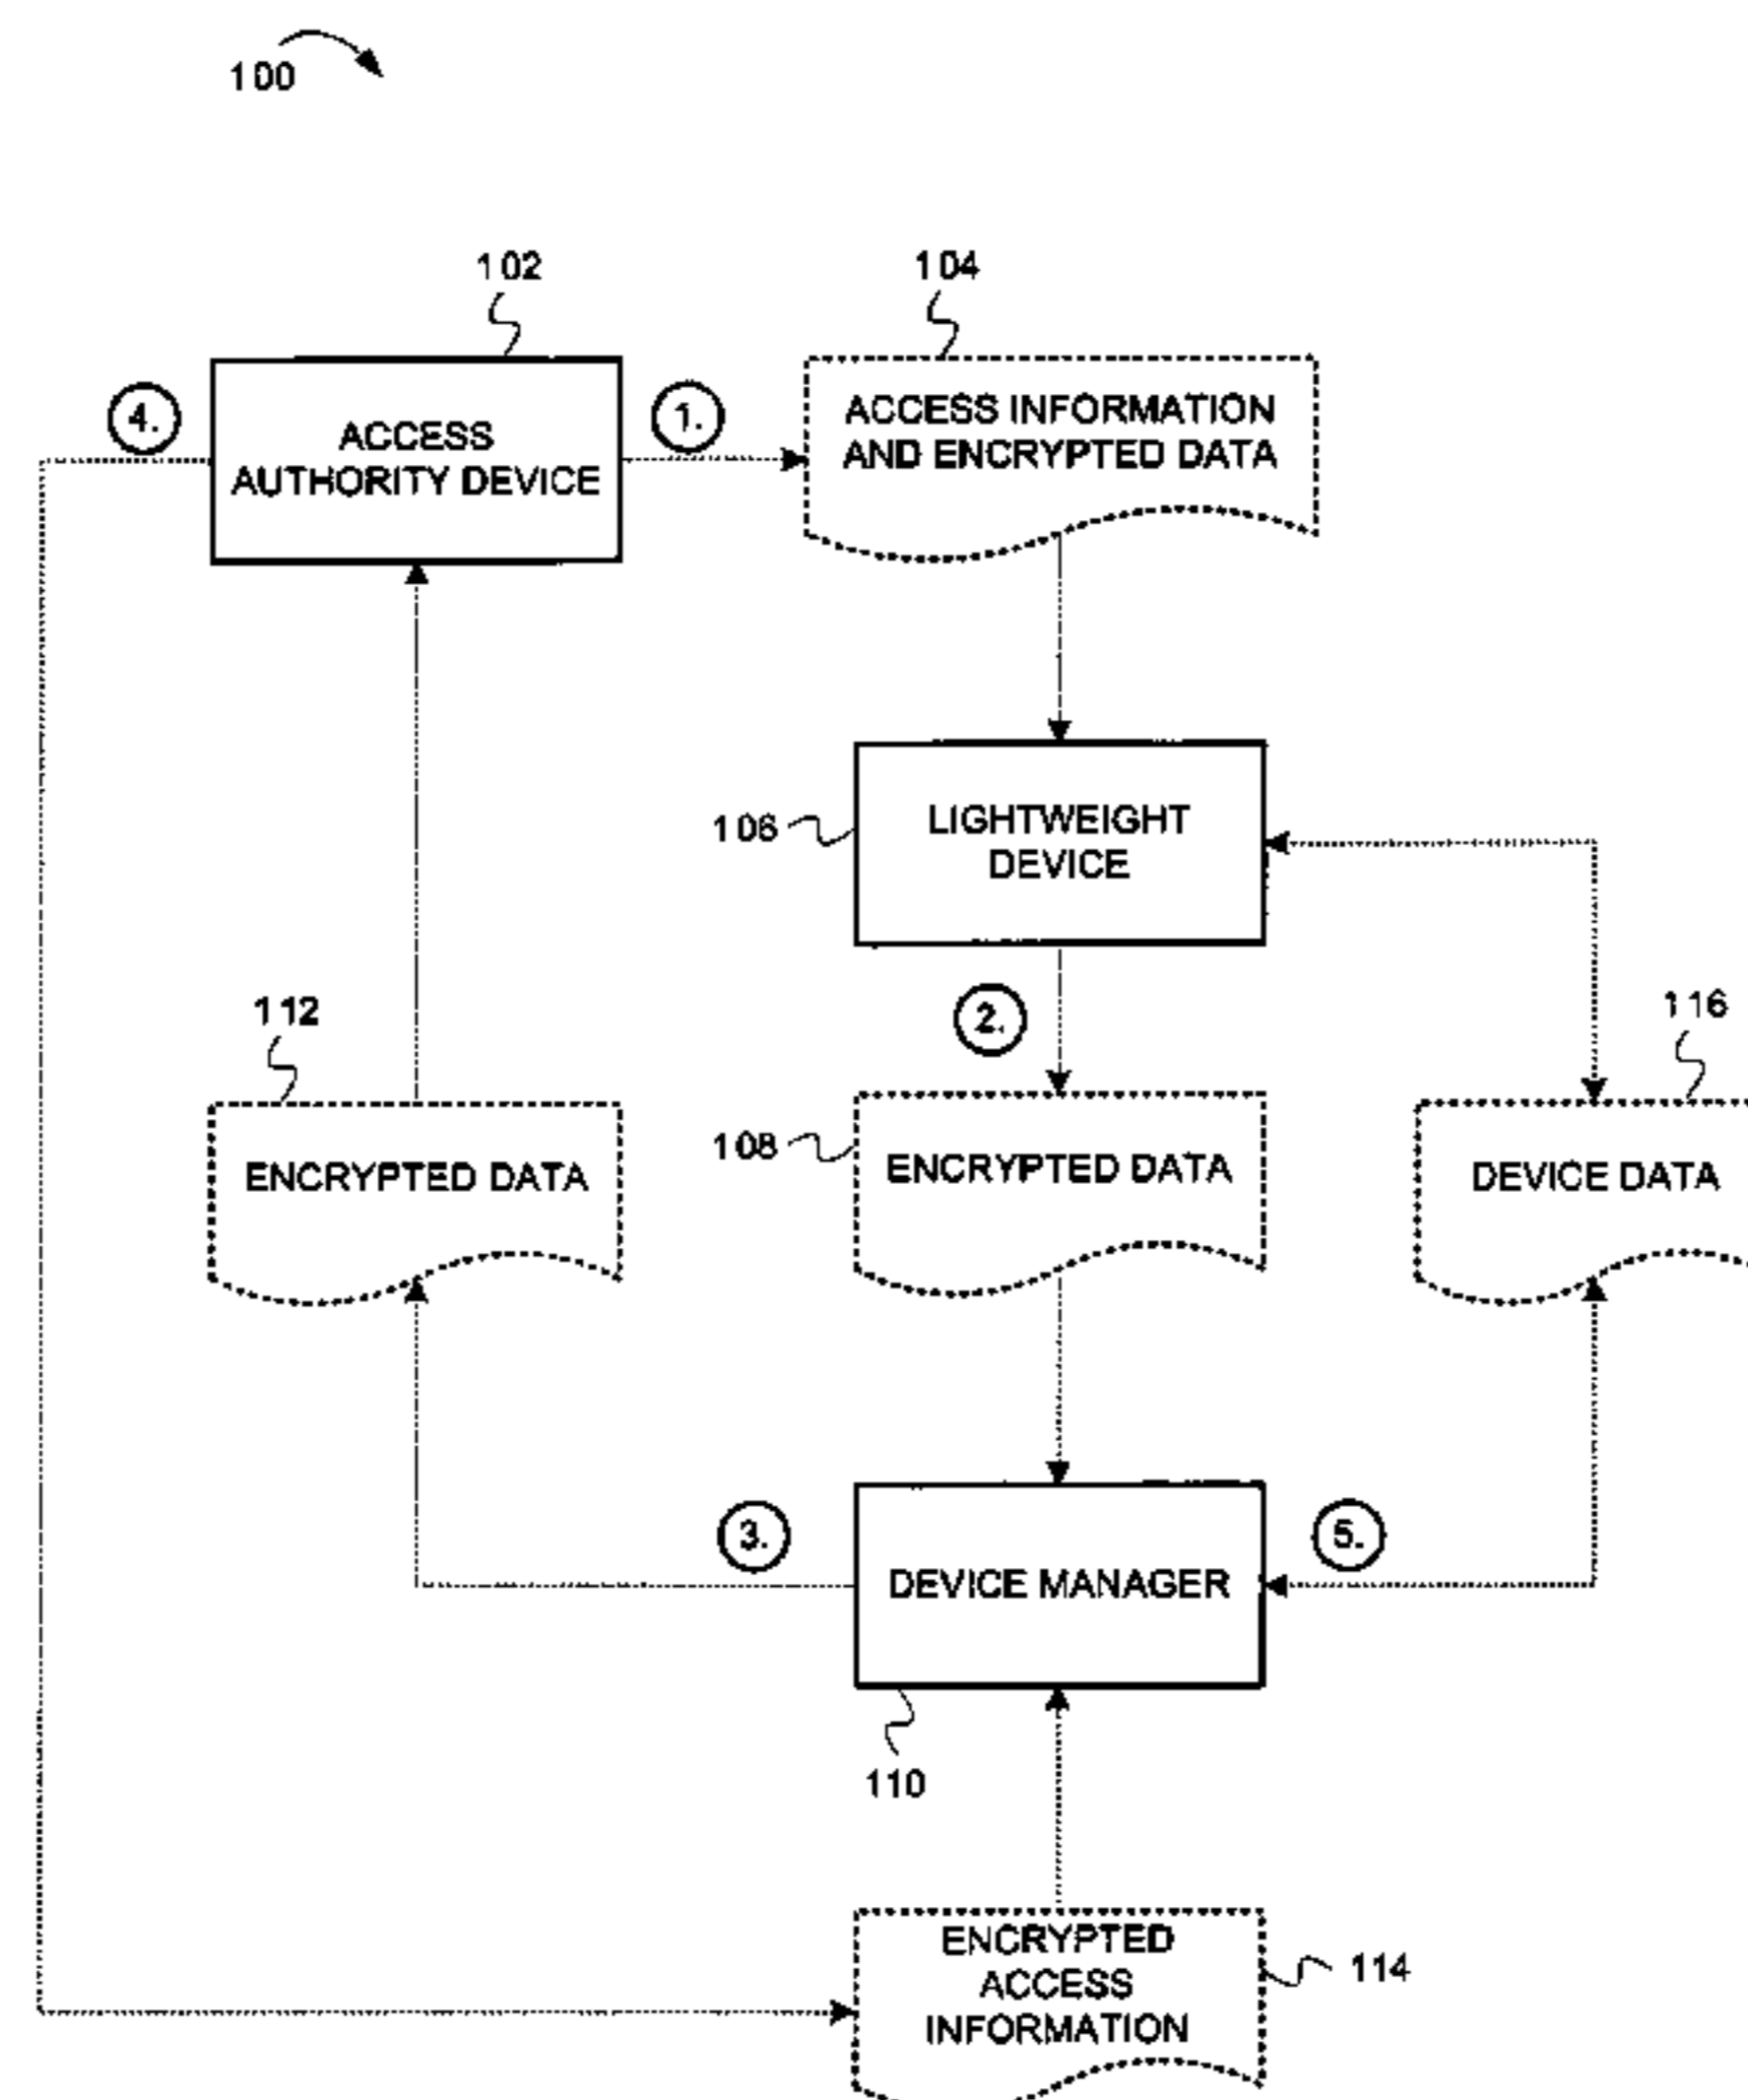 100
102
104
4.
ACCESS
AUTHORITY DEVICE
1.
ACCESS INFORMATION
AND ENCRYPTED DATA
106
LIGHTWEIGHT
DEVICE
2.
112
116
ENCRYPTED DATA
108
ENCRYPTED DATA
DEVICE DATA
3.
5.
DEVICE MANAGER
110
ENCRYPTED
ACCESS
INFORMATION
114